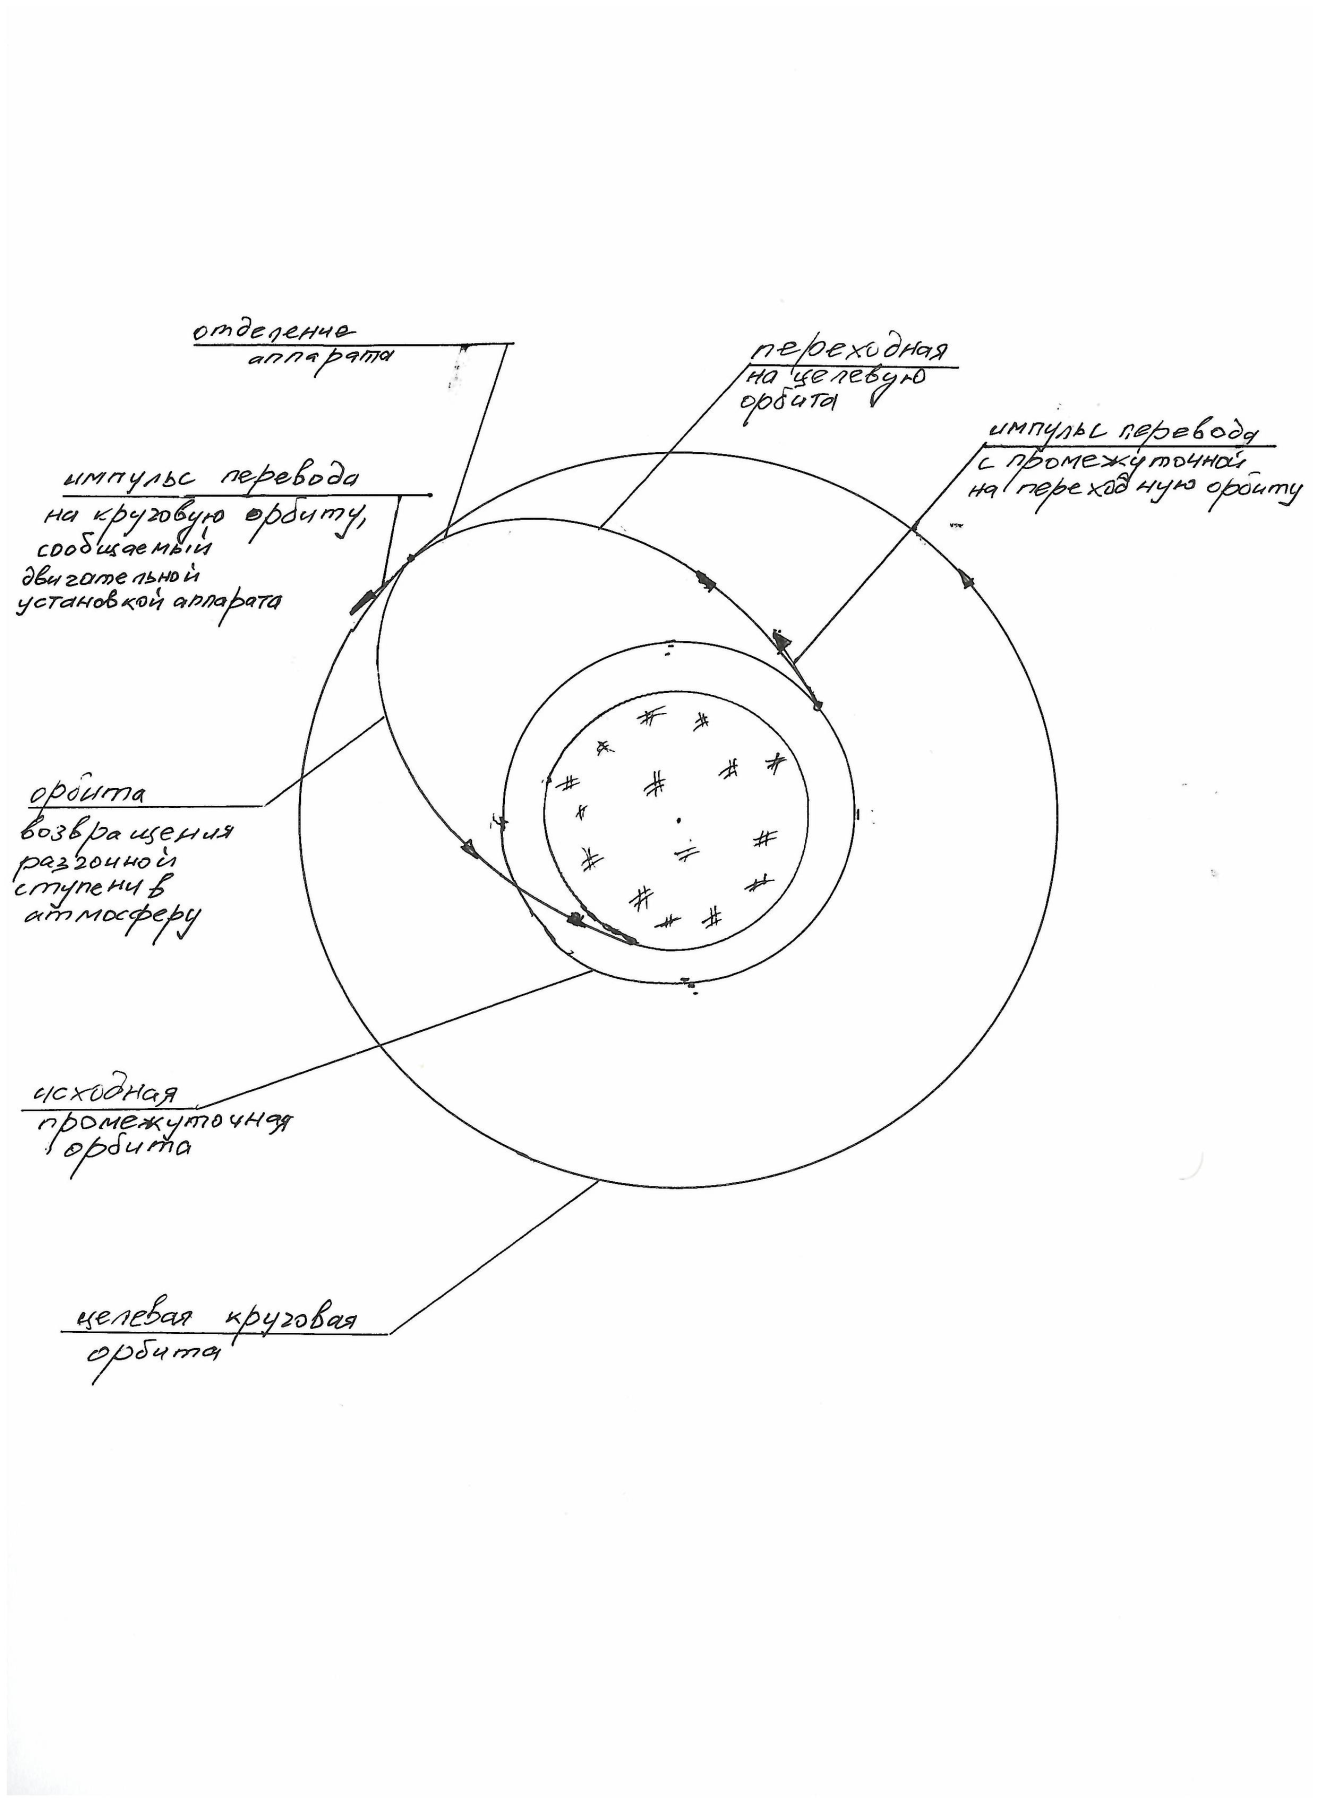 отделение
аппарата
переходная
на целевую
орбита
импульс перевода
с промежуточной
на переходную орбиту
импульс перевода
на круговую орбиту,
сообщаемый
двигательной
установкой аппарата
орбита
возвращения
разгонной
ступени в
атмосферу
исходная
промежуточная
орбита
целевая круговая
орбита